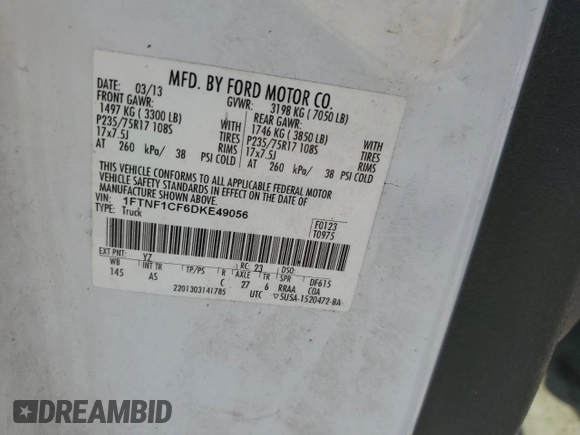 MFD. BY FORD MOTOR CO.
DATE: 03/13 GVWR: 3198 KG ( 7050 LB)
FRONT GAWR: REAR GAWR:
1497 KG ( 3300 LB) WITH 1746 KG ( 3850 LB) WITH
P235/75R17 108S TIRES P235/75R17 108S TIRES
17x7.5J RIMS 17x7.5J RIMS
AT 260 kPa/ 38 PSI COLD AT 260 kPa/ 38 PSI COLD
THIS VEHICLE CONFORMS TO ALL APPLICABLE FEDERAL MOTOR
VEHICLE SAFETY STANDARDS IN EFFECT ON THE DATE OF
MANUFACTURE SHOWN ABOVE.
VIN: 1FTNF1CF6DKE49056 F0123
TYPE: Truck T0975
EXT PNT: YZ RC: 23 DSO:
WB INT TR TP/PS R AXLE TR SPR DF615
145 AS C 27 6 RRAA COA
2201303141785 UTC ▽5U5A-1520472-BA
DREAMBID